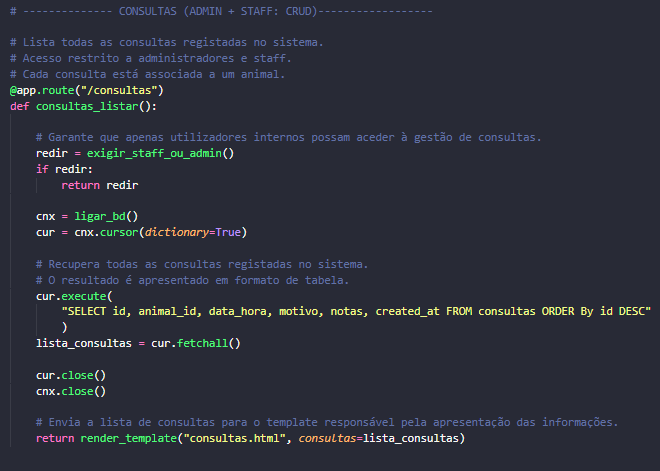 # -------------- CONSULTAS (ADMIN + STAFF: CRUD)------------------
# Lista todas as consultas registadas no sistema.
# Acesso restrito a administradores e staff.
# Cada consulta está associada a um animal.
@app.route("/consultas")
def consultas_listar():
    # Garante que apenas utilizadores internos possam aceder à gestão de consultas.
    redir = exigir_staff_ou_admin()
    if redir:
        return redir
    cnx = ligar_bd()
    cur = cnx.cursor(dictionary=True)
    # Recupera todas as consultas registadas no sistema.
    # O resultado é apresentado em formato de tabela.
    cur.execute(
        "SELECT id, animal_id, data_hora, motivo, notas, created_at FROM consultas ORDER By id DESC"
        )
    lista_consultas = cur.fetchall()
    cur.close()
    cnx.close()
    # Envia a lista de consultas para o template responsável pela apresentação das informações.
    return render_template("consultas.html", consultas=lista_consultas)